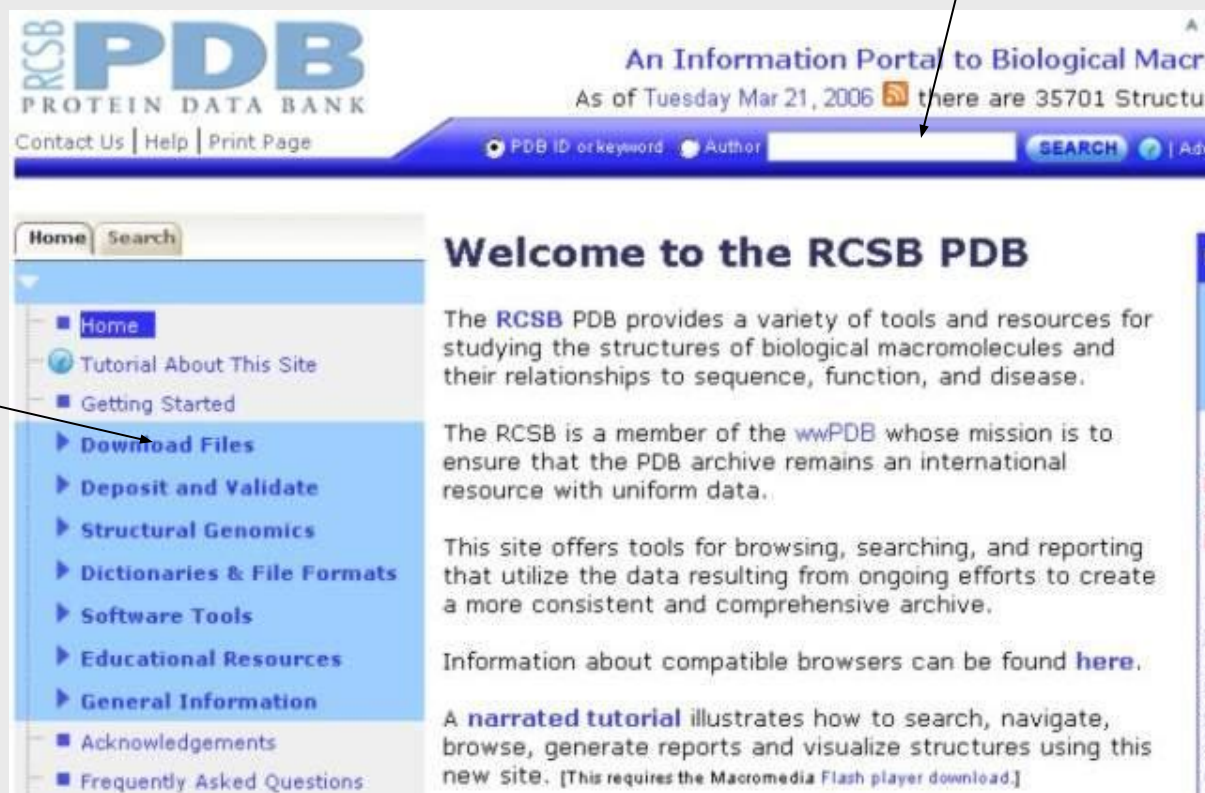 RCSB PDB
PROTEIN DATA BANK
Contact Us | Help | Print Page
A
An Information Portal to Biological Macr
As of Tuesday Mar 21, 2006 there are 35701 Structu
PDB ID or keyword Author SEARCH ? | Adv
Home Search
Home
Tutorial About This Site
Getting Started
Download Files
Deposit and Validate
Structural Genomics
Dictionaries & File Formats
Software Tools
Educational Resources
General Information
Acknowledgements
Frequently Asked Questions
Welcome to the RCSB PDB
The RCSB PDB provides a variety of tools and resources for
studying the structures of biological macromolecules and
their relationships to sequence, function, and disease.
The RCSB is a member of the wwPDB whose mission is to
ensure that the PDB archive remains an international
resource with uniform data.
This site offers tools for browsing, searching, and reporting
that utilize the data resulting from ongoing efforts to create
a more consistent and comprehensive archive.
Information about compatible browsers can be found here.
A narrated tutorial illustrates how to search, navigate,
browse, generate reports and visualize structures using this
new site. [This requires the Macromedia Flash player download.]